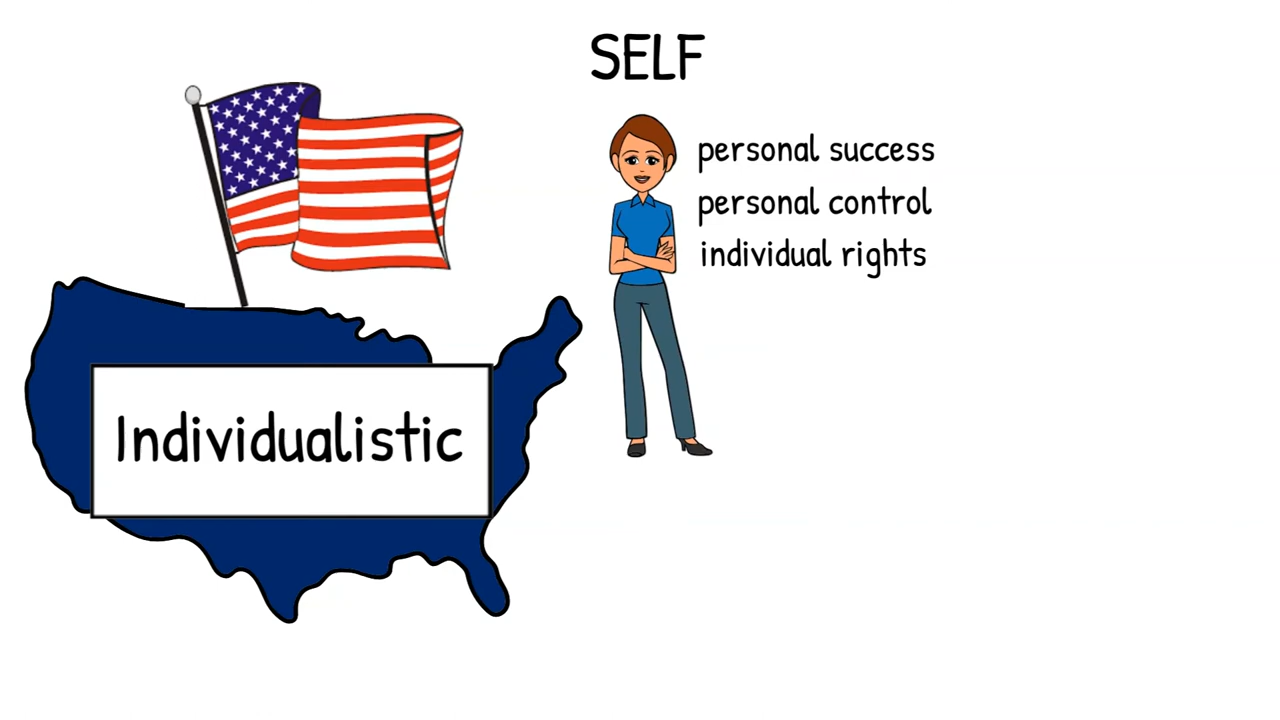 SELF
personal success
personal control
individual rights
Individualistic